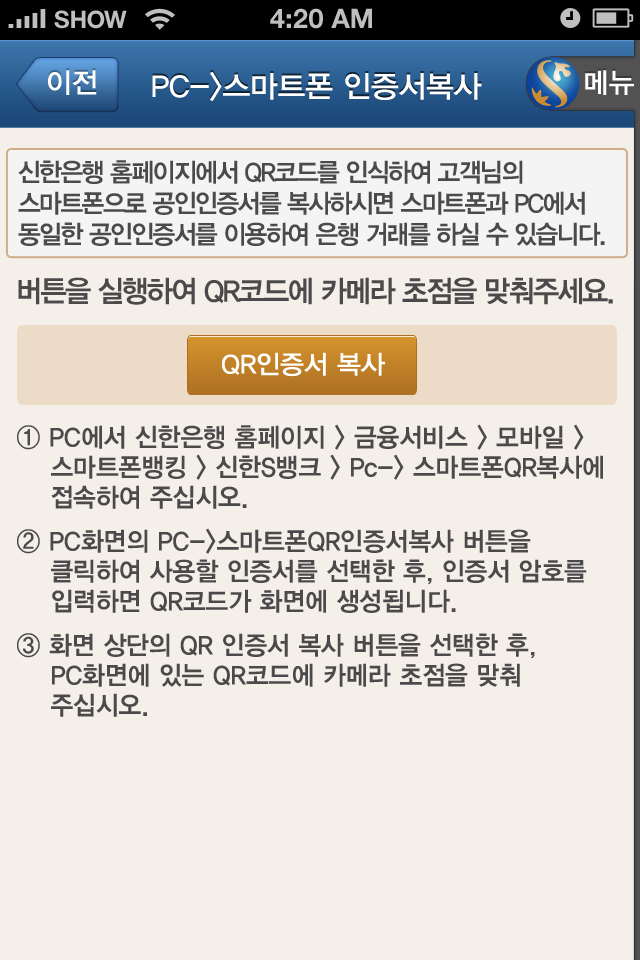 SHOW 4:20 AM
이전 PC->스마트폰 인증서복사 메뉴
신한은행 홈페이지에서 QR코드를 인식하여 고객님의
스마트폰으로 공인인증서를 복사하시면 스마트폰과 PC에서
동일한 공인인증서를 이용하여 은행 거래를 하실 수 있습니다.
버튼을 실행하여 QR코드에 카메라 초점을 맞춰주세요.
QR인증서 복사
① PC에서 신한은행 홈페이지 > 금융서비스 > 모바일 >
스마트폰뱅킹 > 신한S뱅크 > Pc-> 스마트폰QR복사에
접속하여 주십시오.
② PC화면의 PC->스마트폰QR인증서복사 버튼을
클릭하여 사용할 인증서를 선택한 후, 인증서 암호를
입력하면 QR코드가 화면에 생성됩니다.
③ 화면 상단의 QR 인증서 복사 버튼을 선택한 후,
PC화면에 있는 QR코드에 카메라 초점을 맞춰
주십시오.